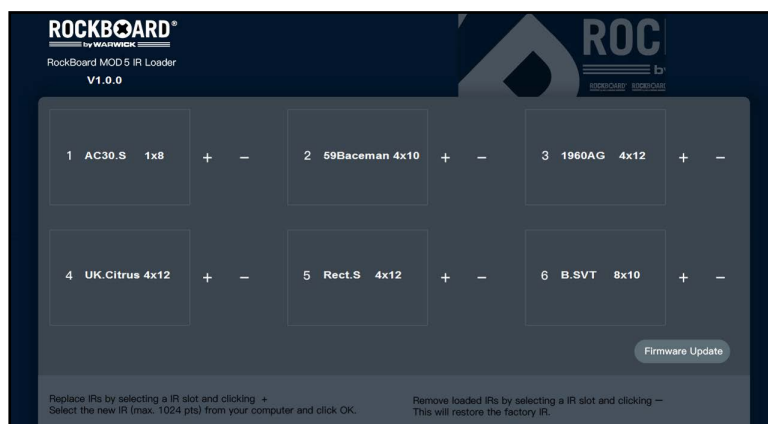 ROCKBOARD®
by WARWICK
RockBoard MOD 5 IR Loader
V1.0.0
ROC
b
ROCKBOARD® ROCKBOARD
1 AC30.S 1x8 + −
2 59Baceman 4x10 + −
3 1960AG 4x12 + −
4 UK.Citrus 4x12 + −
5 Rect.S 4x12 + −
6 B.SVT 8x10 + −
Firmware Update
Replace IRs by selecting a IR slot and clicking +
Select the new IR (max. 1024 pts) from your computer and click OK.
Remove loaded IRs by selecting a IR slot and clicking −
This will restore the factory IR.